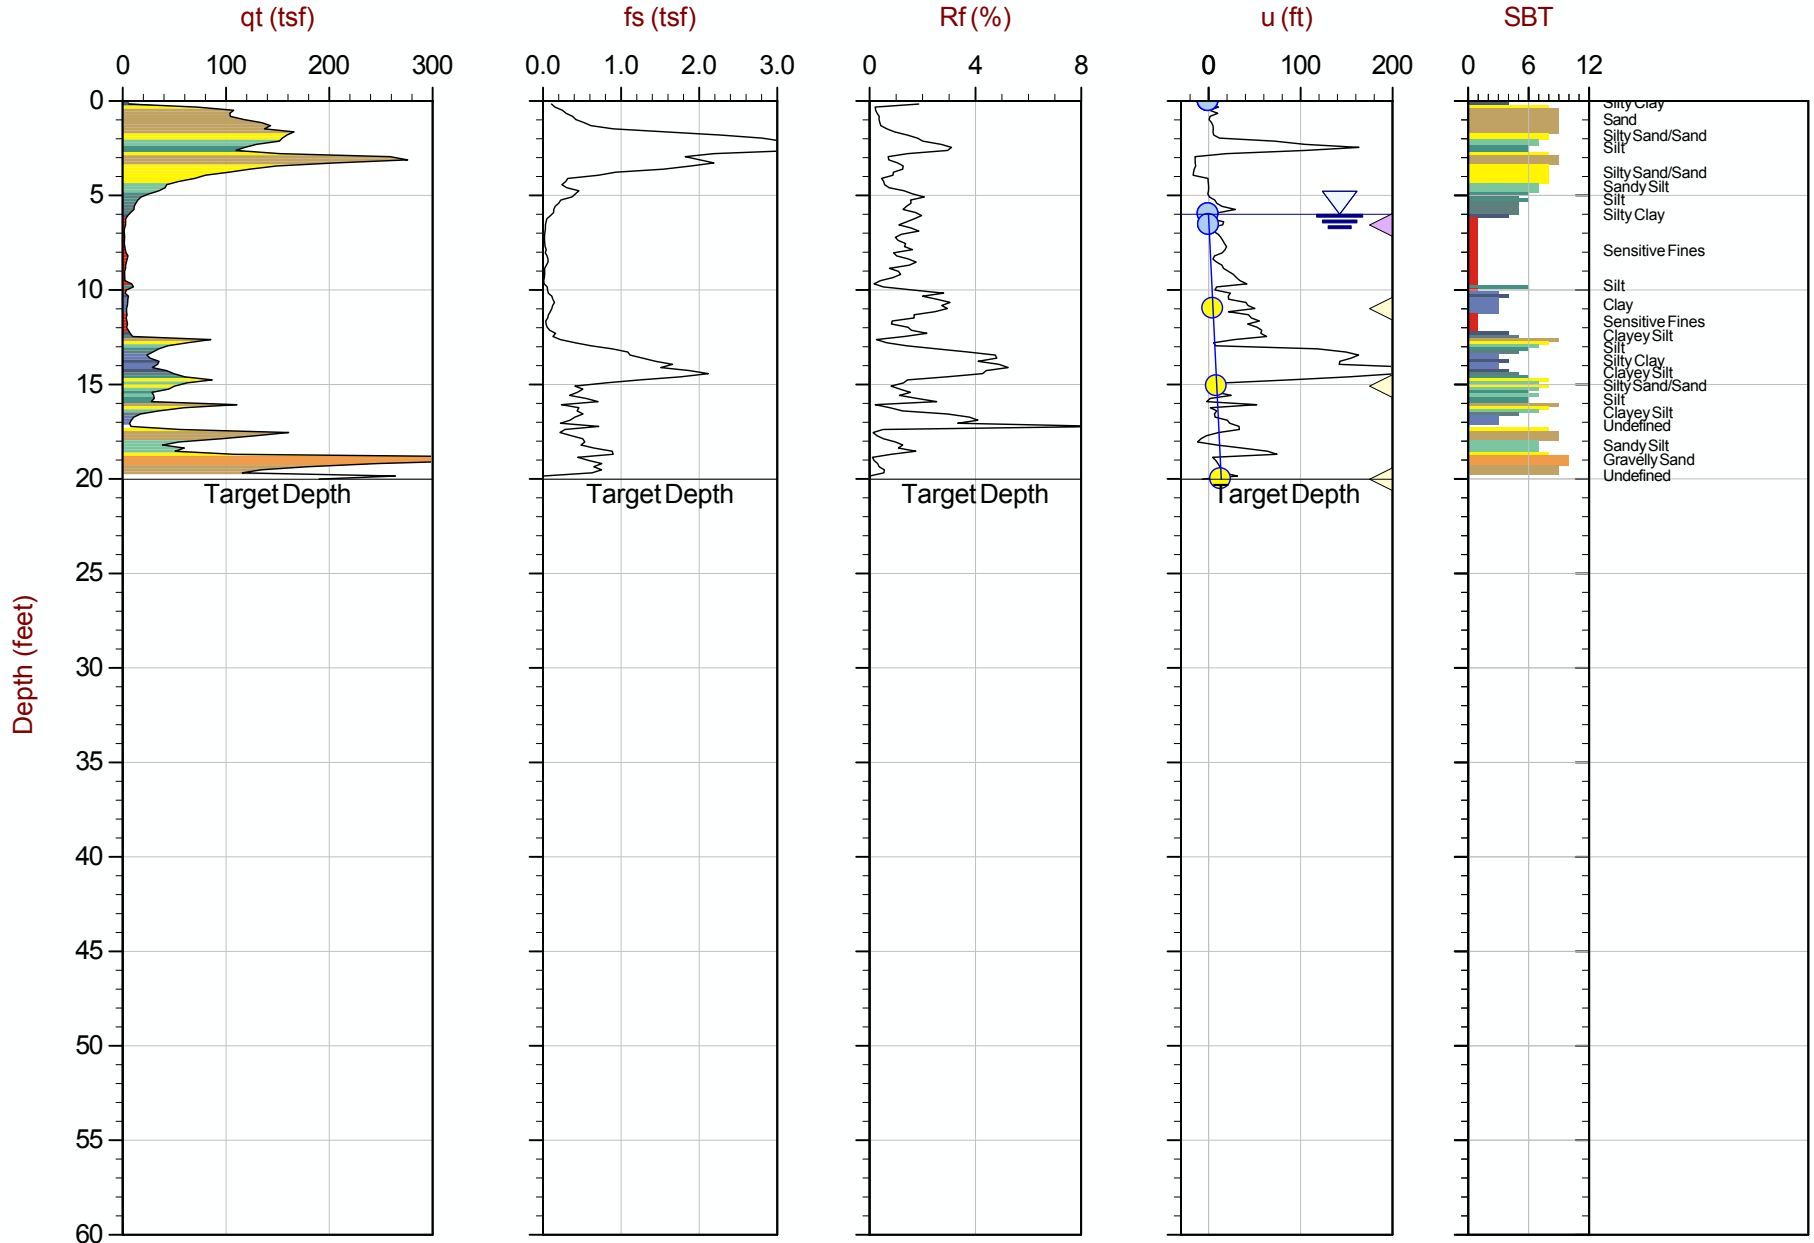 qt (tsf)
fs (tsf)
Rf (%)
u (ft)
SBT
0 100 200 300
0.0 1.0 2.0 3.0
0 4 8
0 100 200
0 6 12
0
5
10
15
20
25
30
35
40
45
50
55
60
Depth (feet)
Target Depth
Target Depth
Target Depth
Target Depth
Silty Clay
Sand
Silty Sand/Sand
Silt
Silty Sand/Sand
Sandy Silt
Silt
Silty Clay
Sensitive Fines
Silt
Clay
Sensitive Fines
Clayey Silt
Silt
Silty Clay
Clayey Silt
Silty Sand/Sand
Silt
Clayey Silt
Undefined
Sandy Silt
Gravelly Sand
Undefined